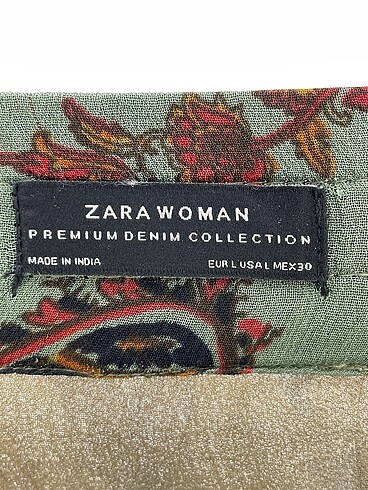 ZARA WOMAN
PREMIUM DENIM COLLECTION
MADE IN INDIA EUR L USA L MEX 30